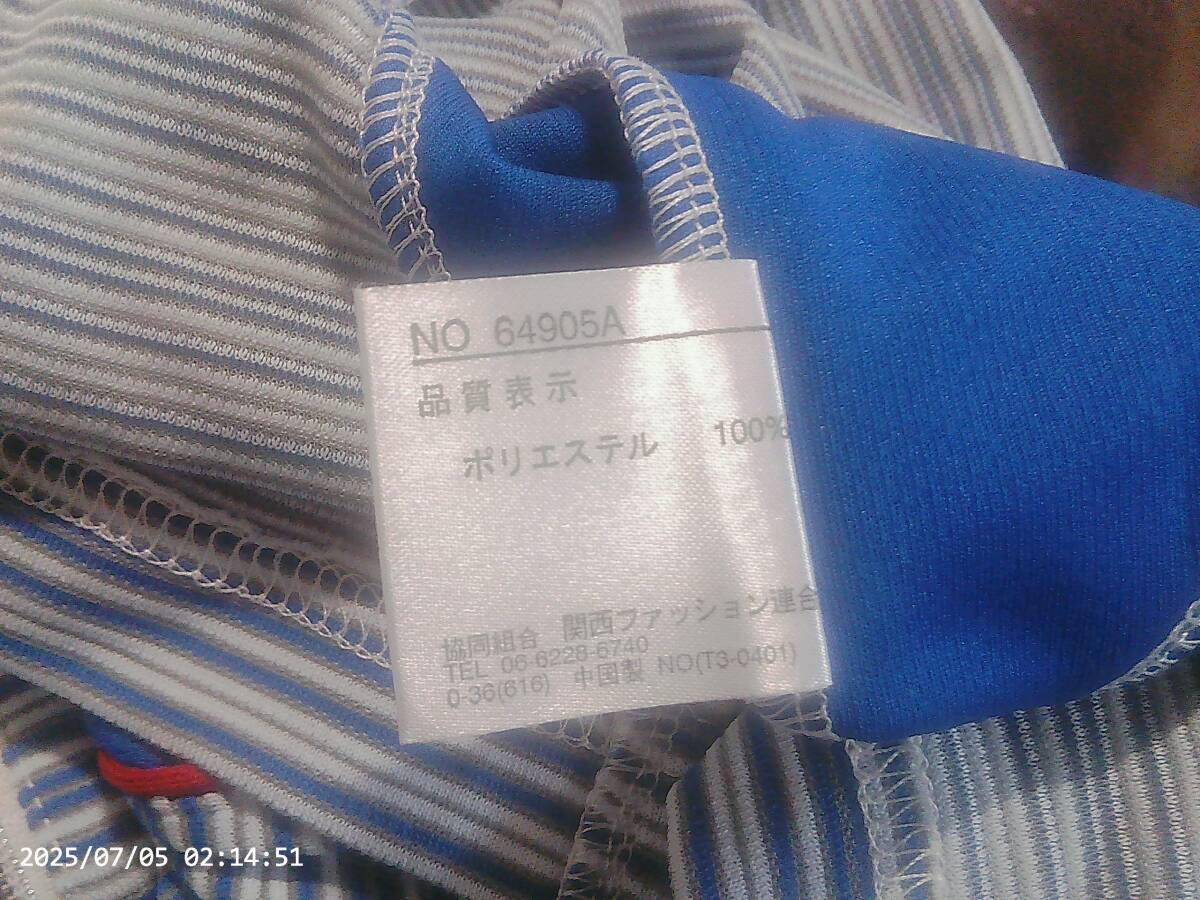 NO 64905A
品質表示
ポリエステル 100%
協同組合 関西ファッション連合
TEL 06-6228-6740
0-36(616) 中国製 NO(T3-0401)
2025/07/05 02:14:51